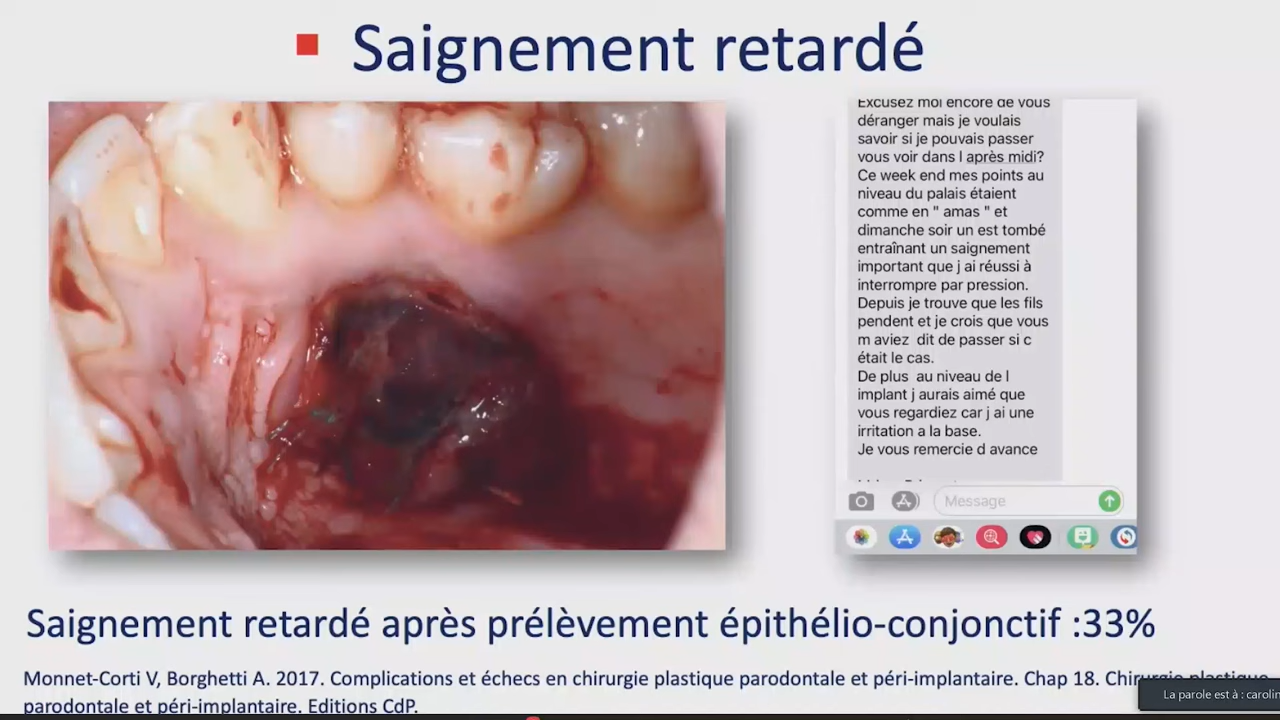 Saignement retardé
Excusez moi encore de vous
déranger mais je voulais
savoir si je pouvais passer
vous voir dans l après midi?
Ce week end mes points au
niveau du palais étaient
comme en " amas " et
dimanche soir un est tombé
entraînant un saignement
important que j ai réussi à
interrompre par pression.
Depuis je trouve que les fils
pendent et je crois que vous
m aviez dit de passer si c
était le cas.
De plus au niveau de l
implant j aurais aimé que
vous regardiez car j ai une
irritation a la base.
Je vous remercie d avance
Message
Saignement retardé après prélèvement épithélio-conjonctif :33%
Monnet-Corti V, Borghetti A. 2017. Complications et échecs en chirurgie plastique parodontale et péri-implantaire. Chap 18. Chirurgie plastique
parodontale et péri-implantaire. Editions CdP.
La parole est à : carolin